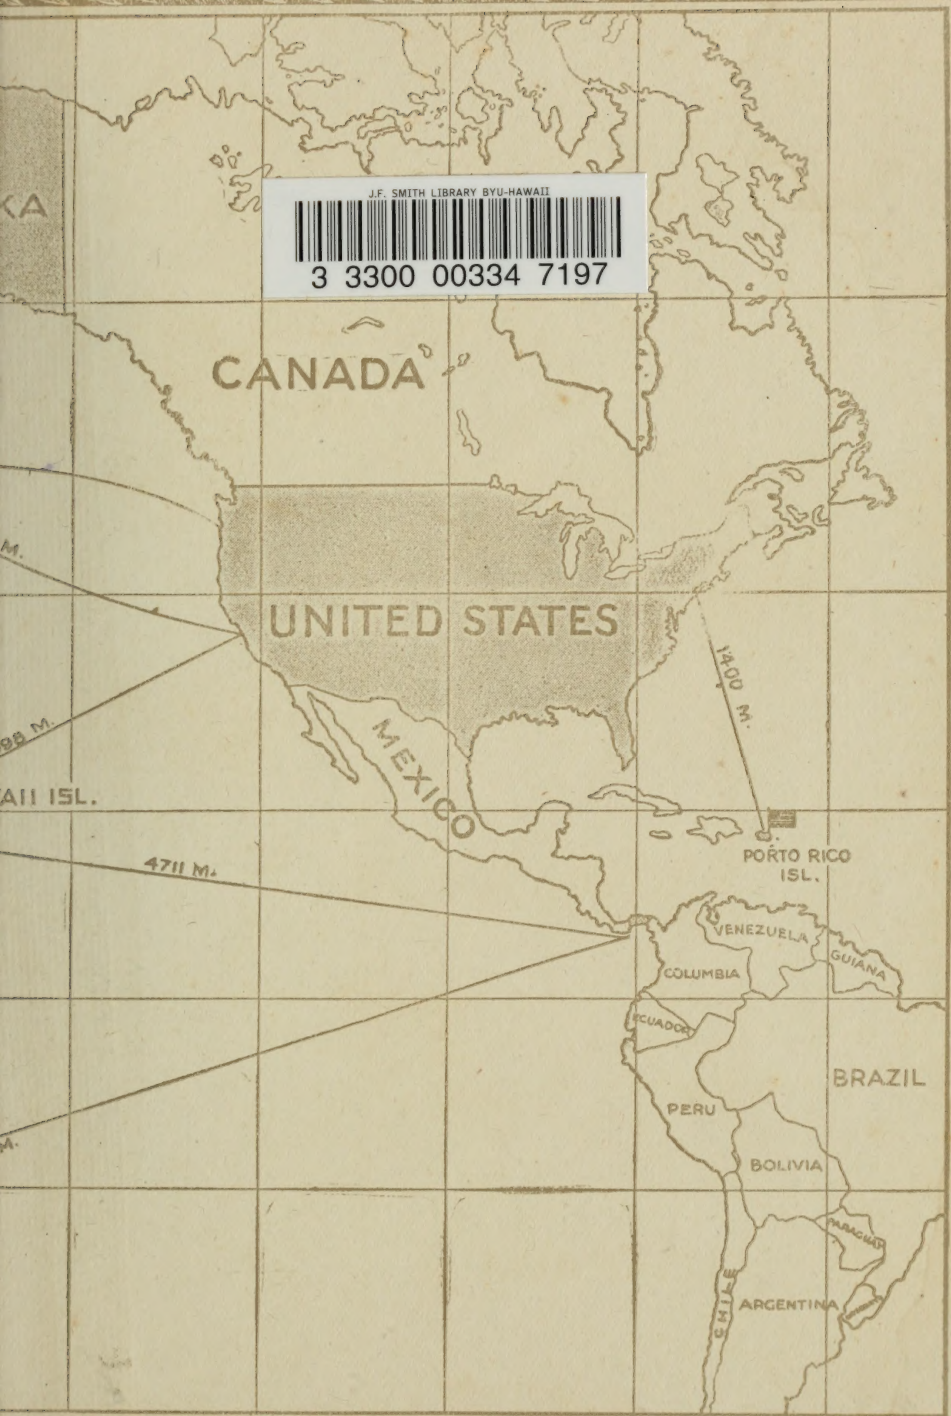 J.F. SMITH LIBRARY BYU-HAWAII
3 3300 00334 7197
KA
CANADA
M.
UNITED STATES
1400 M.
98 M.
MEXICO
AII ISL.
PORTO RICO
ISL.
4711 M.
VENEZUELA
GUIANA
COLUMBIA
ECUADOR
BRAZIL
PERU
M.
BOLIVIA
PARAGUAY
CHILE
ARGENTINA